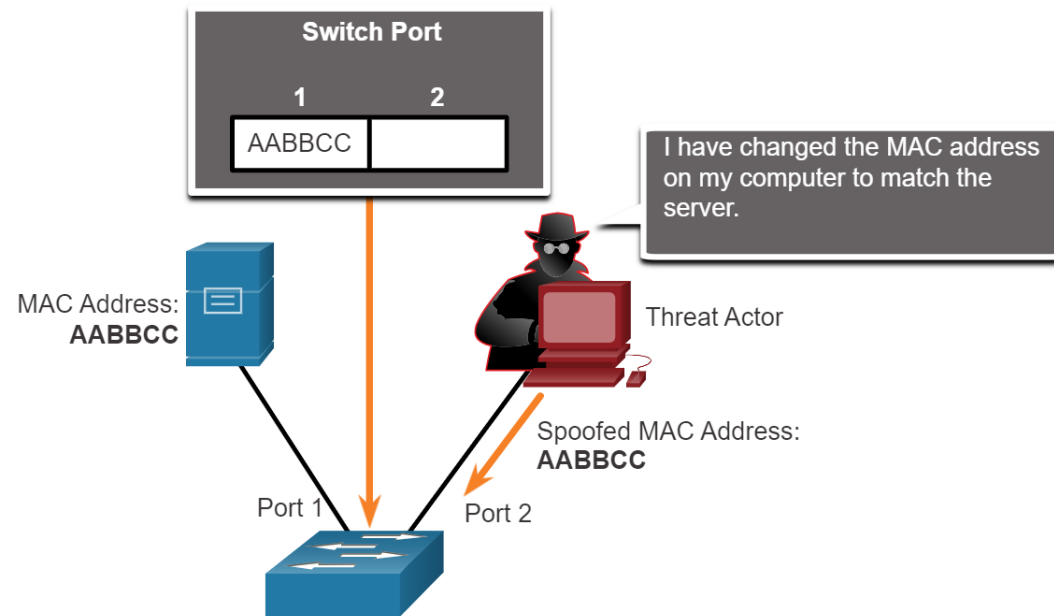 Switch Port
1 2
AABBCC
I have changed the MAC address
on my computer to match the
server.
MAC Address:
AABBCC
Threat Actor
Spoofed MAC Address:
AABBCC
Port 1
Port 2